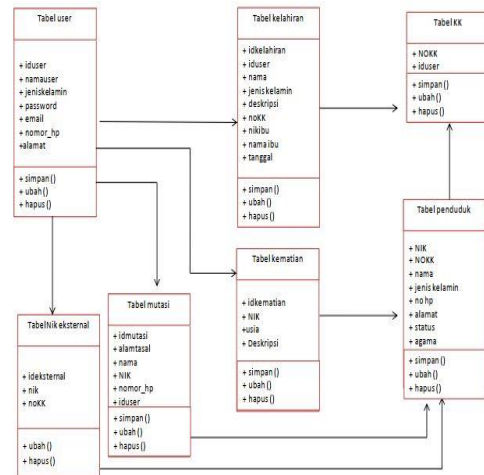 Tabel user
+ iduser
+ namauser
+ jeniskelamin
+ password
+ email
+ nomor_hp
+alamat
+ simpan ()
+ ubah ()
+ hapus ()
Tabel kelahiran
+ idkelahiran
+ iduser
+ nama
+ jenis kelamin
+ deskripsi
+ noKK
+ nikibu
+ nama ibu
+ tanggal
+ simpan ()
+ ubah ()
+ hapus ()
Tabel KK
+ NOKK
+ iduser
+ simpan ()
+ ubah ()
+ hapus ()
Tabel penduduk
+ NIK
+ NOKK
+ nama
+ jenis kelamin
+ no hp
+ alamat
+ status
+ agama
+ simpan ()
+ ubah ()
+ hapus ()
Tabel kematian
+ idkematian
+ NIK
+usia
+ Deskripsi
+ simpan ()
+ ubah ()
+ hapus ()
Tabel mutasi
+ idmutasi
+ alamtasal
+ nama
+ NIK
+ nomor_hp
+ iduser
+ simpan ()
+ ubah ()
+ hapus ()
TabelNik eksternal
+ ideksternal
+ nik
+ noKK
+ ubah ()
+ hapus ()